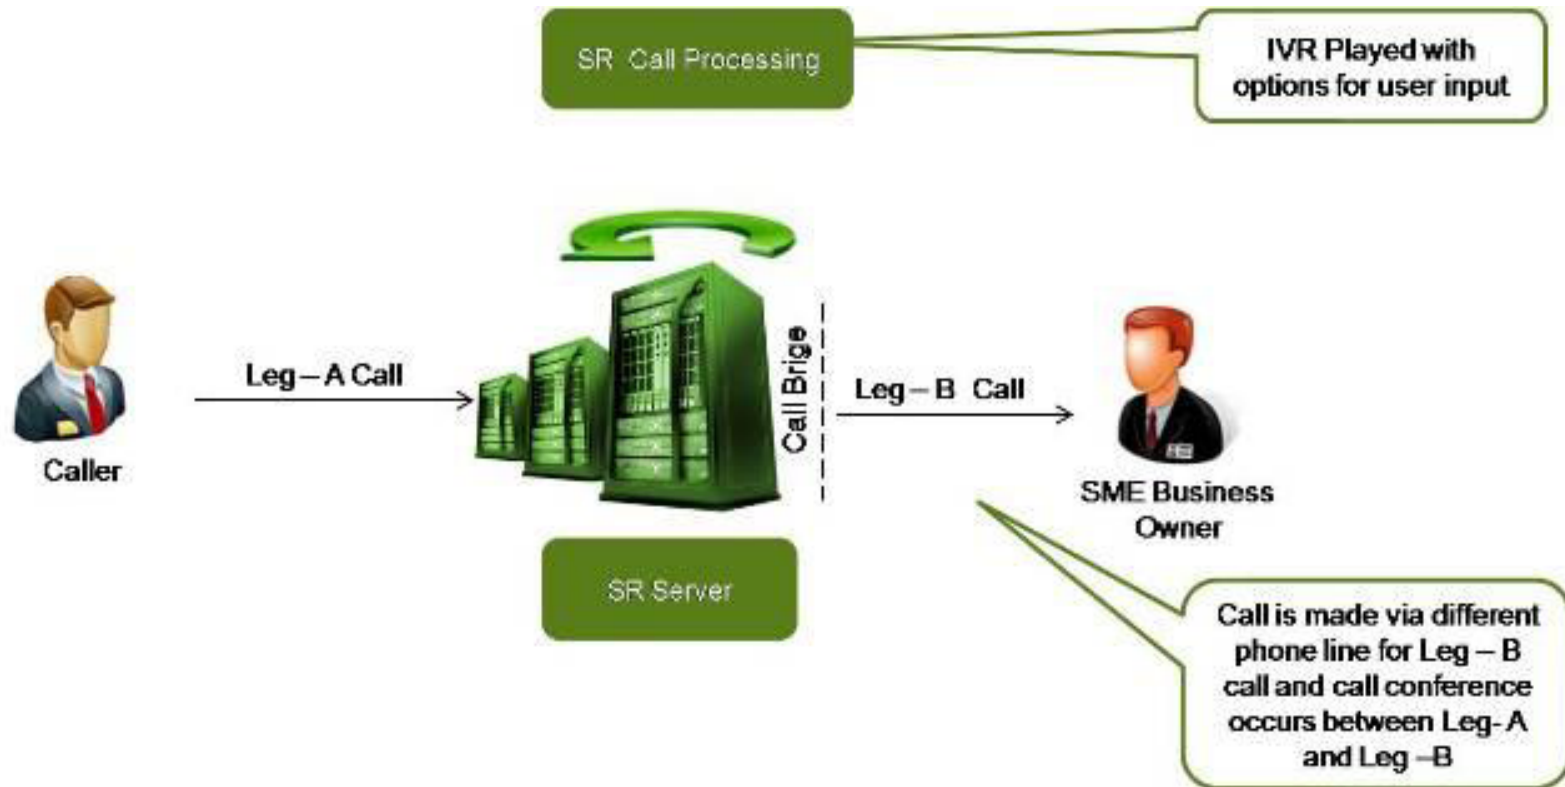 SR Call Processing
IVR Played with
options for user input
Leg – A Call
Call Brige
Leg – B Call
Caller
SME Business
Owner
SR Server
Call is made via different
phone line for Leg – B
call and call conference
occurs between Leg- A
and Leg –B